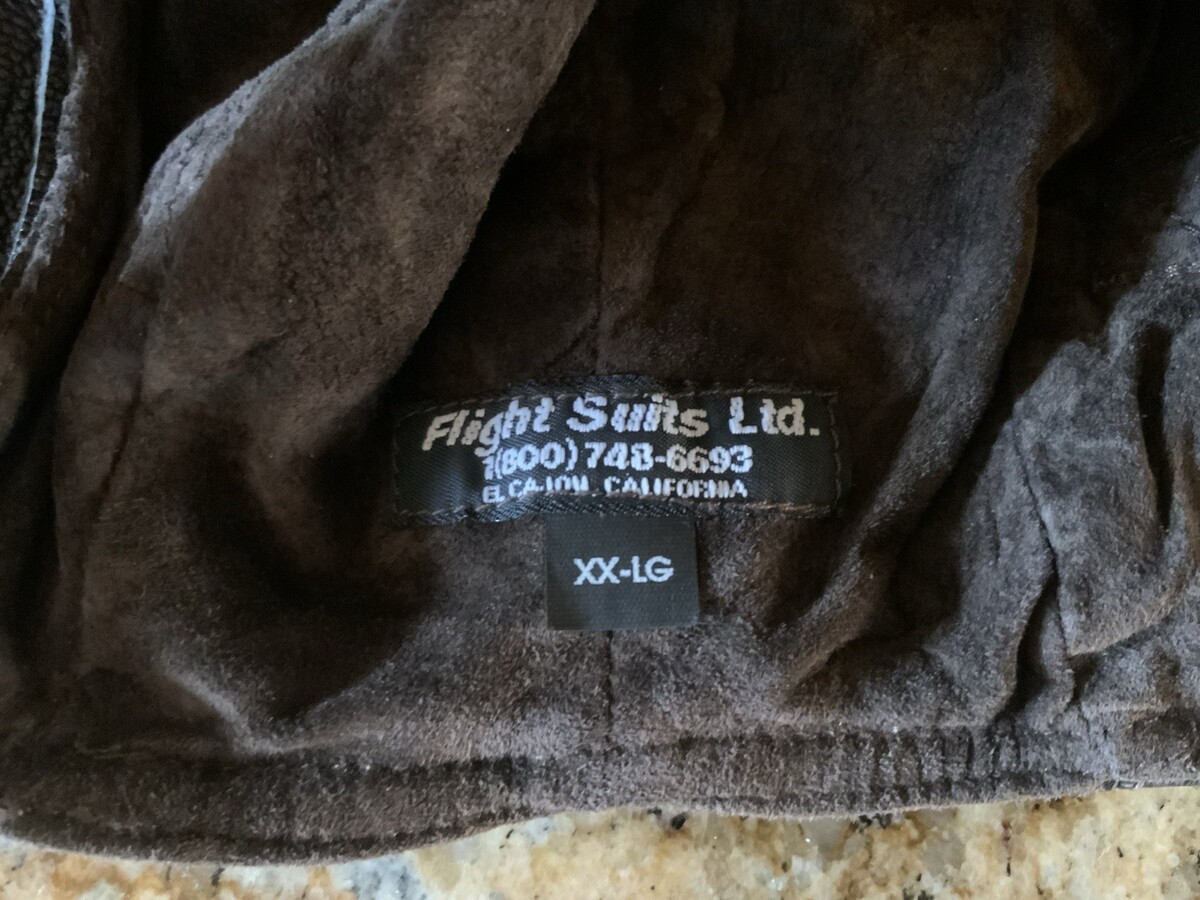 Flight Suits Ltd.
1(800)748-6693
EL CAJON, CALIFORNIA
XX-LG